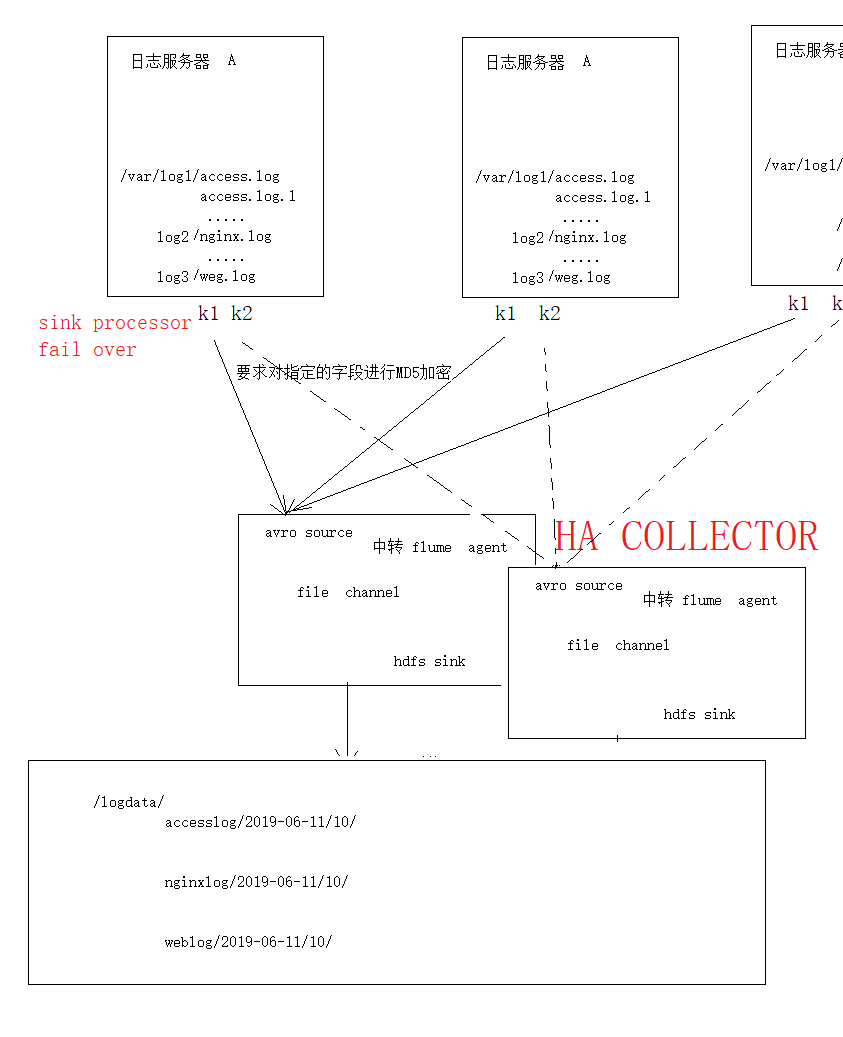 日志服务器 A
/var/log1/access.log
access.log.1
.....
log2/nginx.log
.....
log3/weg.log
k1 k2
日志服务器 A
/var/log1/access.log
access.log.1
.....
log2/nginx.log
.....
log3/weg.log
k1 k2
日志服务
/var/log1/
/
/
k1 k
sink processor
fail over
要求对指定的字段进行MD5加密
HA COLLECTOR
avro source
中转 flume agent
file channel
hdfs sink
avro source
中转 flume agent
file channel
hdfs sink
/logdata/
accesslog/2019-06-11/10/
nginxlog/2019-06-11/10/
weblog/2019-06-11/10/